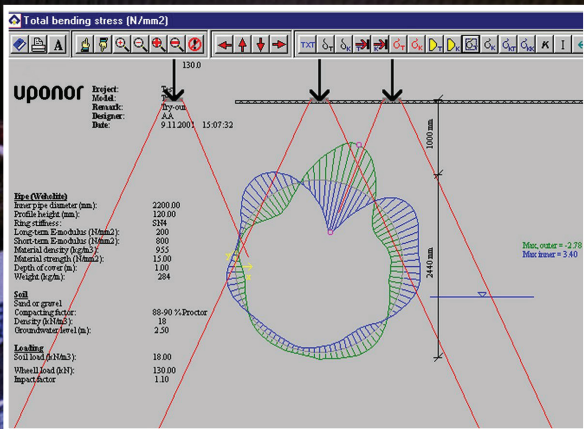 Total bending stress (N/mm2)
A
TXT
K
I
130.0
uponor
Project:
Model:
Remark: Try-out
Designer: AA
Date: 9.11.2001 15:07:32
1000 mm
2440 mm
Max, outer = -2.78
Max inner = 3.40
Pipe (Weholite)
Inner pipe diameter (mm): 2200.00
Profile height (mm): 120.00
Ring stiffness: SN4
Long-term E-modulus (N/mm2): 200
Short-term E-modulus (N/mm2): 800
Material density (kg/m3): 955
Material strength (N/mm2): 15.00
Depth of cover (m): 1.00
Weight (kg/m): 284
Soil
Sand or gravel
Compacting factor: 88-90 % Proctor
Density (kN/m3): 18
Groundwater level (m): 2.50
Loading
Soil load (kN/m3): 18.00
Wheel load (kN): 130.00
Impact factor 1.10